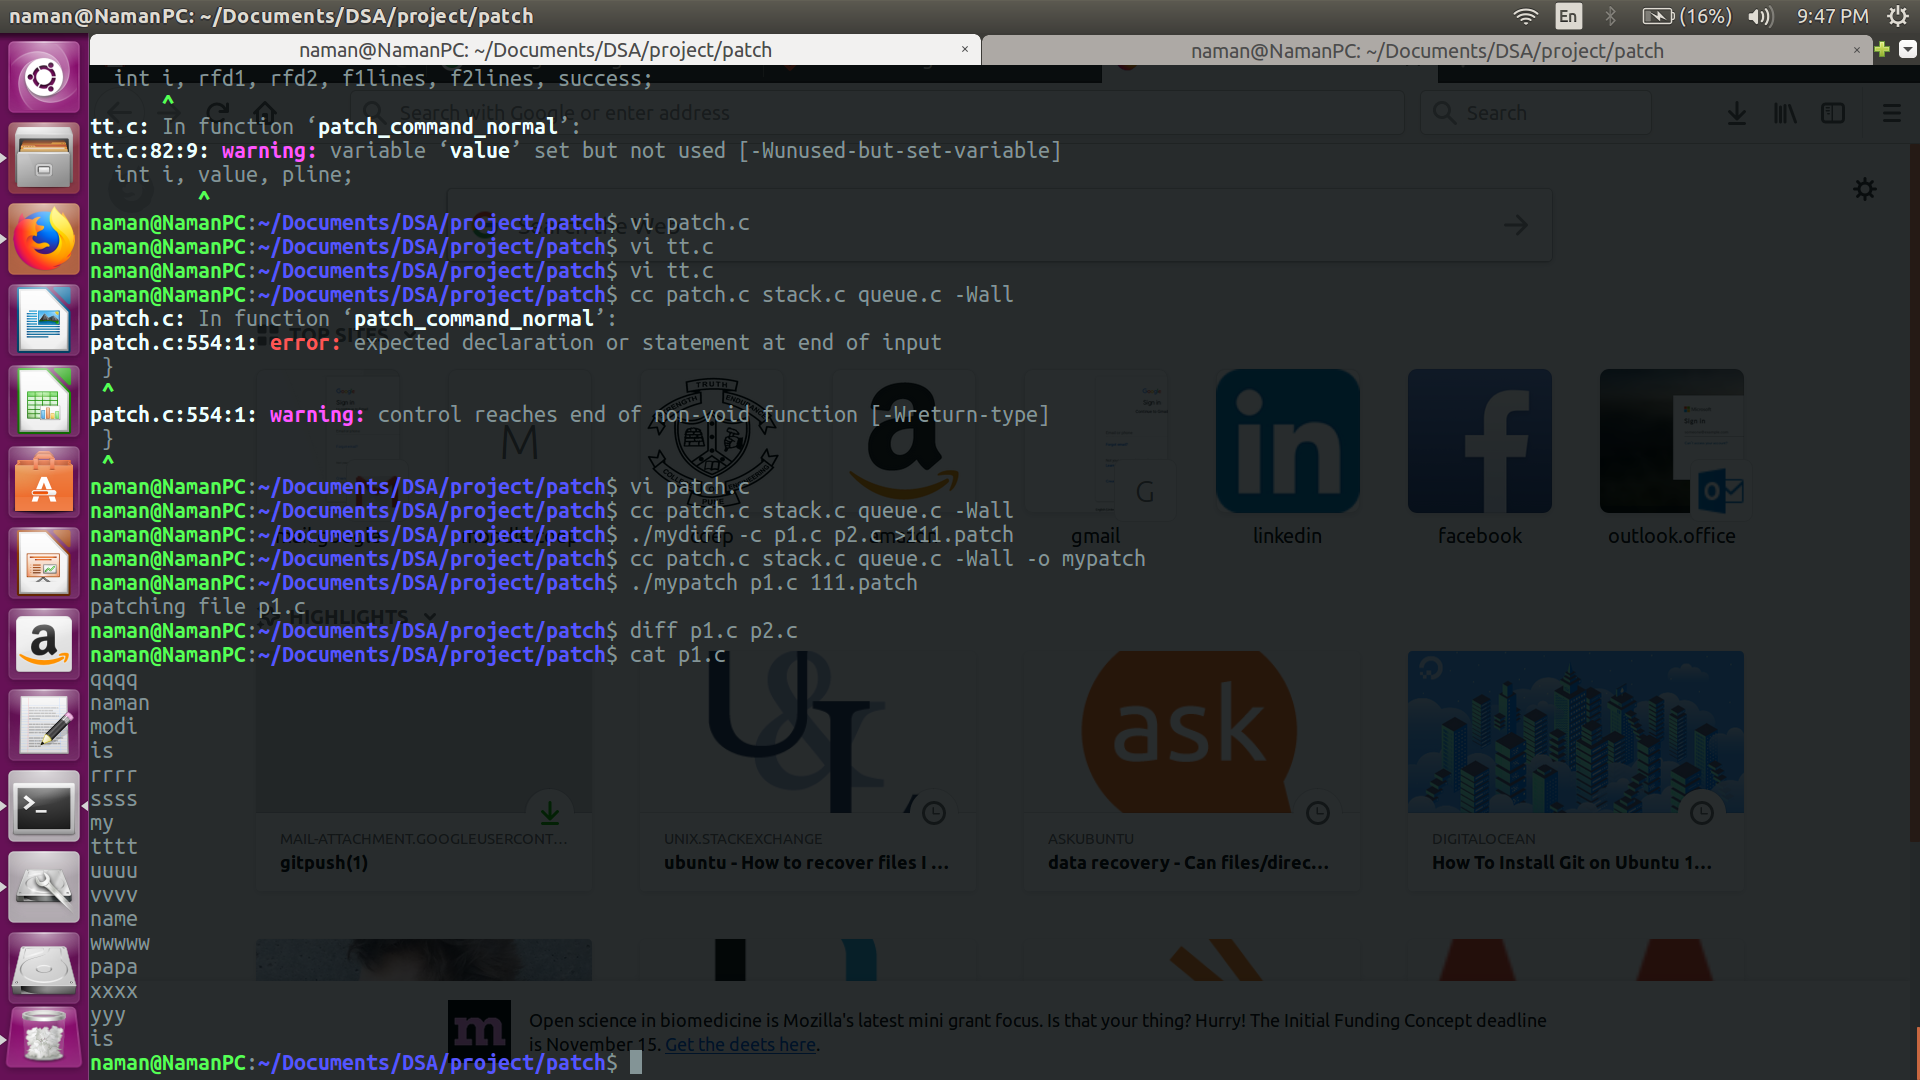 naman@NamanPC: ~/Documents/DSA/project/patch
En
(16%)
9:47 PM
naman@NamanPC: ~/Documents/DSA/project/patch ×
naman@NamanPC: ~/Documents/DSA/project/patch ×
int i, rfd1, rfd2, f1lines, f2lines, success;
^
Search with Google or enter address
Search
tt.c: In function ‘patch_command_normal’:
tt.c:82:9: warning: variable ‘value’ set but not used [-Wunused-but-set-variable]
int i, value, pline;
^
naman@NamanPC:~/Documents/DSA/project/patch$ vi patch.c
naman@NamanPC:~/Documents/DSA/project/patch$ vi tt.c
naman@NamanPC:~/Documents/DSA/project/patch$ vi tt.c
naman@NamanPC:~/Documents/DSA/project/patch$ cc patch.c stack.c queue.c -Wall
patch.c: In function ‘patch_command_normal’:
TOP SITES
patch.c:554:1: error: expected declaration or statement at end of input
}
^
patch.c:554:1: warning: control reaches end of non-void function [-Wreturn-type]
}
^
TRUTH
M
G
naman@NamanPC:~/Documents/DSA/project/patch$ vi patch.c
naman@NamanPC:~/Documents/DSA/project/patch$ cc patch.c stack.c queue.c -Wall
naman@NamanPC:~/Documents/DSA/project/patch$ ./mydiff -c p1.c p2.c >111.patch
gmail
linkedin
facebook
outlook.office
naman@NamanPC:~/Documents/DSA/project/patch$ cc patch.c stack.c queue.c -Wall -o mypatch
naman@NamanPC:~/Documents/DSA/project/patch$ ./mypatch p1.c 111.patch
patching file p1.c
HIGHLIGHTS
naman@NamanPC:~/Documents/DSA/project/patch$ diff p1.c p2.c
naman@NamanPC:~/Documents/DSA/project/patch$ cat p1.c
qqqq
naman
modi
is
rrrr
ssss
my
tttt
uuuu
vvvv
name
wwwww
papa
xxxx
yyy
is
naman@NamanPC:~/Documents/DSA/project/patch$
U&L
ask
MAIL-ATTACHMENT.GOOGLEUSERCONT...
gitpush(1)
UNIX.STACKEXCHANGE
ubuntu - How to recover files I ...
ASKUBUNTU
data recovery - Can files/direc...
DIGITALOCEAN
How To Install Git on Ubuntu 1...
m
Open science in biomedicine is Mozilla's latest mini grant focus. Is that your thing? Hurry! The Initial Funding Concept deadline
is November 15. Get the deets here.